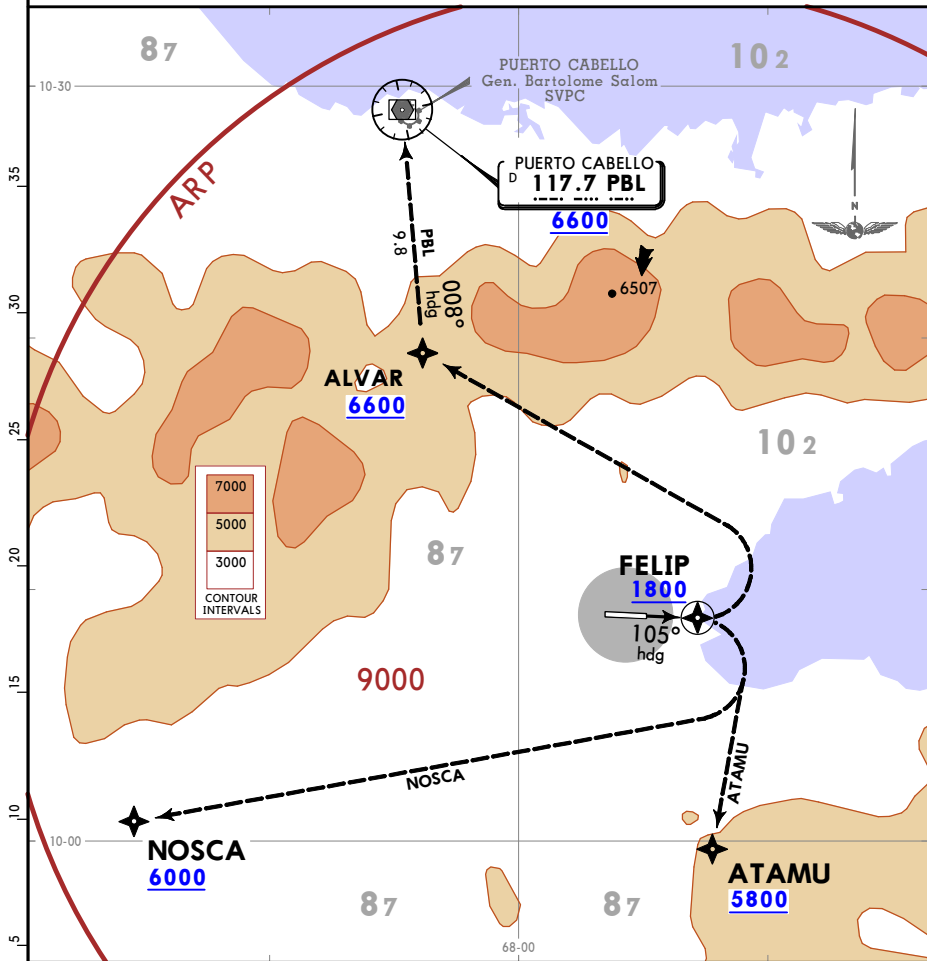 87
102
10-30
PUERTO CABELLO
Gen. Bartolome Salom
SVPC
ARP
35
PUERTO CABELLO
D 117.7 PBL
6600
N
PBL
9.8
6507
30
008°
hdg
ALVAR
6600
25
102
7000
5000
3000
CONTOUR
INTERVALS
20
87
FELIP
1800
105°
hdg
15
9000
NOSCA
ATAMU
10
10-00
NOSCA
6000
ATAMU
5800
87
87
5
68-00